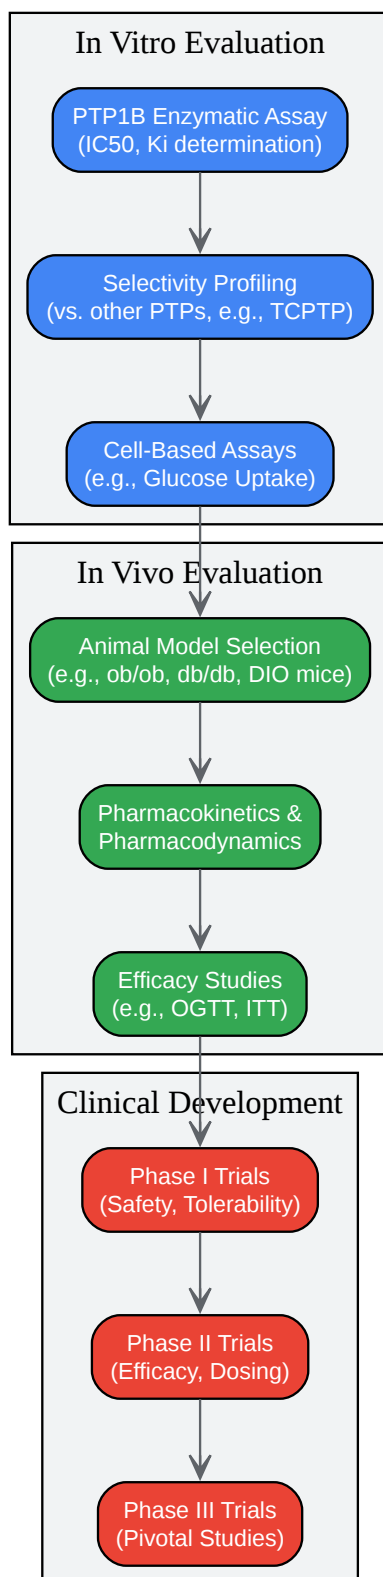 In Vitro Evaluation
PTP1B Enzymatic Assay
(IC50, Ki determination)
Selectivity Profiling
(vs. other PTPs, e.g., TCPTP)
Cell-Based Assays
(e.g., Glucose Uptake)
In Vivo Evaluation
Animal Model Selection
(e.g., ob/ob, db/db, DIO mice)
Pharmacokinetics &
Pharmacodynamics
Efficacy Studies
(e.g., OGTT, ITT)
Clinical Development
Phase I Trials
(Safety, Tolerability)
Phase II Trials
(Efficacy, Dosing)
Phase III Trials
(Pivotal Studies)